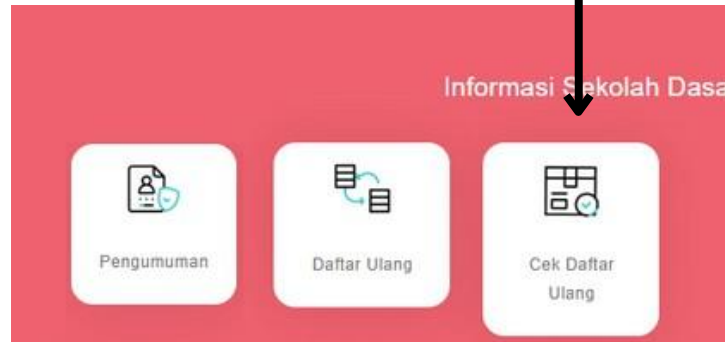 Informasi Sekolah Dasa
Pengumuman
Daftar Ulang
Cek Daftar
Ulang